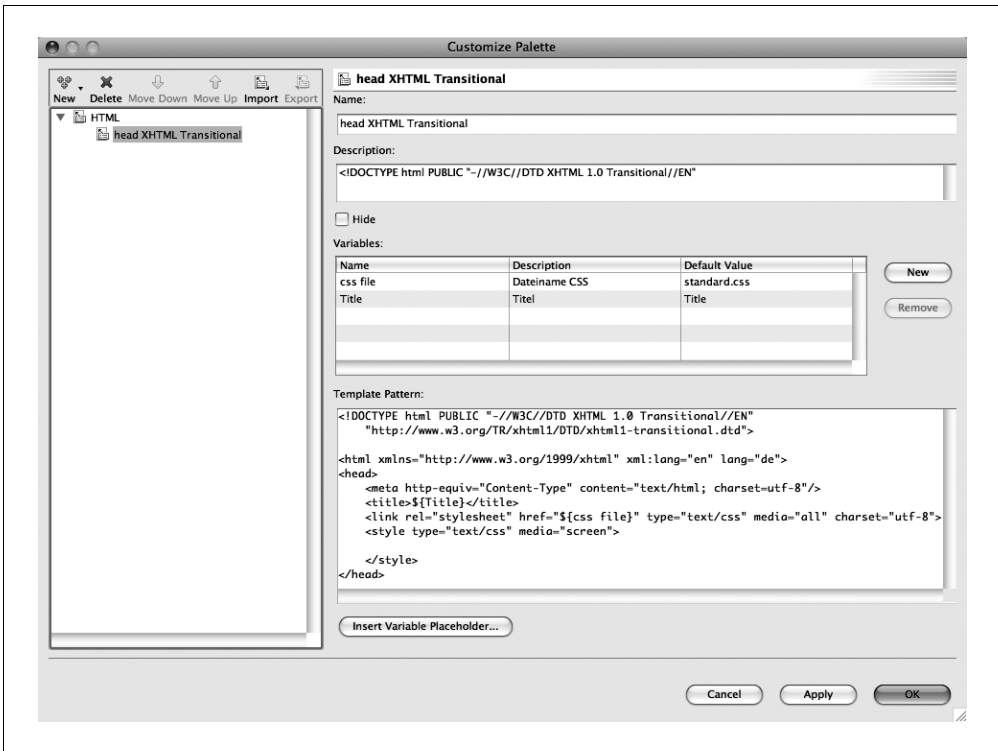 Customize Palette
New Delete Move Down Move Up Import Export
HTML
head XHTML Transitional
head XHTML Transitional
Name:
head XHTML Transitional
Description:
<!DOCTYPE html PUBLIC "-//W3C//DTD XHTML 1.0 Transitional//EN"
Hide
Variables:
Name Description Default Value
css file Dateiname CSS standard.css
Title Titel Title
New
Remove
Template Pattern:
<!DOCTYPE html PUBLIC "-//W3C//DTD XHTML 1.0 Transitional//EN"
"http://www.w3.org/TR/xhtml1/DTD/xhtml1-transitional.dtd">
<html xmlns="http://www.w3.org/1999/xhtml" xml:lang="en" lang="de">
<head>
<meta http-equiv="Content-Type" content="text/html; charset=utf-8"/>
<title>${Title}</title>
<link rel="stylesheet" href="${css file}" type="text/css" media="all" charset="utf-8">
<style type="text/css" media="screen">
</style>
</head>
Insert Variable Placeholder...
Cancel Apply OK